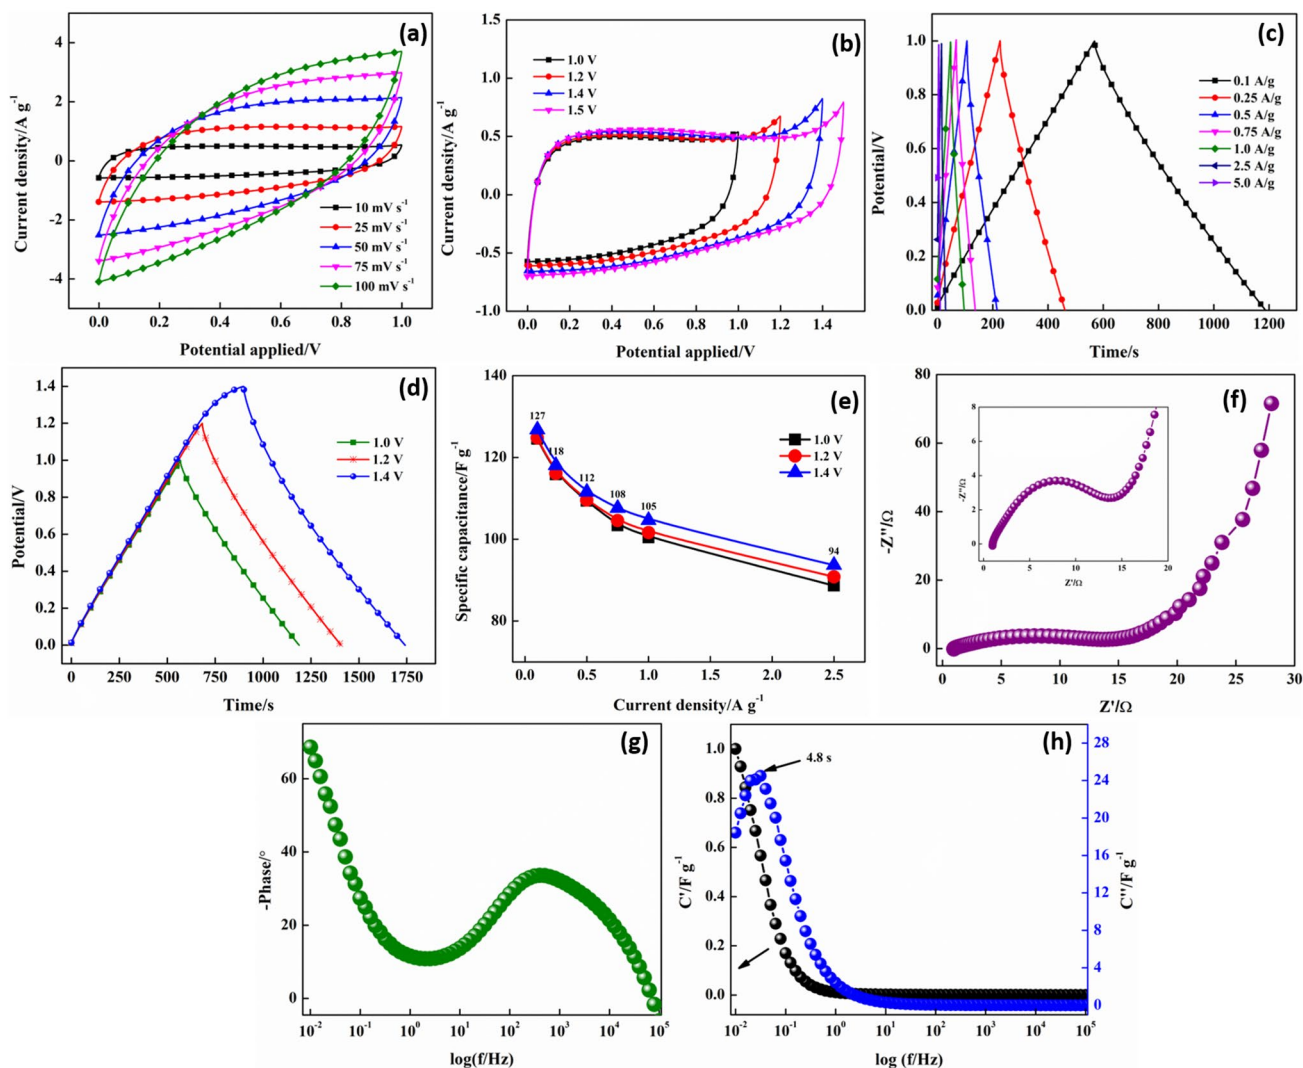 (a)
Current density/A g-1
4
2
0
-2
-4
10 mV s-1
25 mV s-1
50 mV s-1
75 mV s-1
100 mV s-1
0.0 0.2 0.4 0.6 0.8 1.0
Potential applied/V
(b)
Current density/A g-1
1.5
1.0
0.5
0.0
-0.5
-1.0
1.0 V
1.2 V
1.4 V
1.5 V
0.0 0.2 0.4 0.6 0.8 1.0 1.2 1.4
Potential applied/V
(c)
Potential/V
1.0
0.8
0.6
0.4
0.2
0.0
0.1 A/g
0.25 A/g
0.5 A/g
0.75 A/g
1.0 A/g
2.5 A/g
5.0 A/g
0 200 400 600 800 1000 1200
Time/s
(d)
Potential/V
1.4
1.2
1.0
0.8
0.6
0.4
0.2
0.0
1.0 V
1.2 V
1.4 V
0 250 500 750 1000 1250 1500 1750
Time/s
(e)
Specific capacitance/F g-1
140
120
100
80
127
118
112
108
105
94
1.0 V
1.2 V
1.4 V
0.0 0.5 1.0 1.5 2.0 2.5
Current density/A g-1
(f)
-Z''/Ω
80
60
40
20
0
-Z''/Ω
8
6
4
2
0
0 5 10 15 20
Z'/Ω
0 5 10 15 20 25 30
Z'/Ω
(g)
-Phase/°
60
40
20
0
10-2 10-1 100 101 102 103 104 105
log(f/Hz)
(h)
C'/F g-1
1.0
0.8
0.6
0.4
0.2
0.0
4.8 s
28
24
20
16
12
8
4
0
C''/F g-1
10-2 10-1 100 101 102 103 104 105
log (f/Hz)